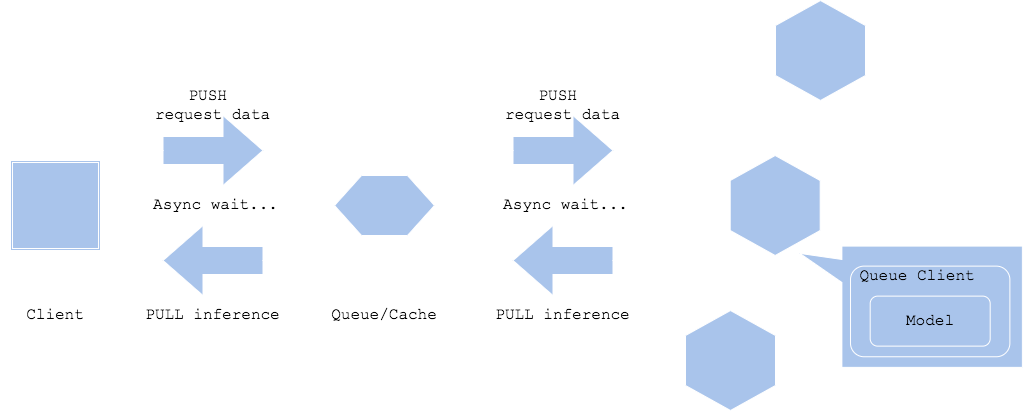 PUSH
request data
PUSH
request data
Async wait...
Async wait...
Queue Client
Model
Client
PULL inference
Queue/Cache
PULL inference